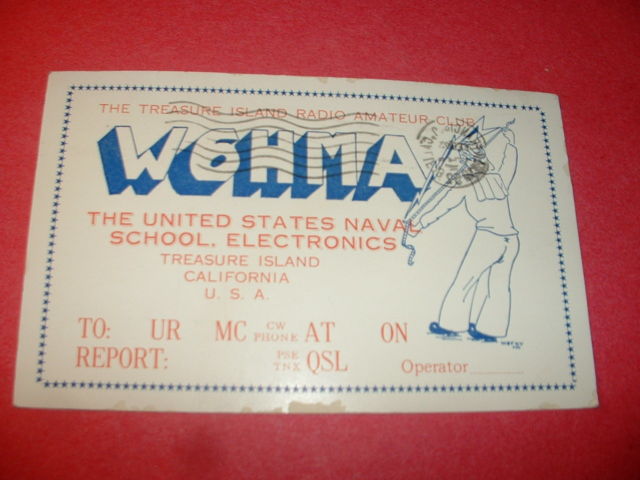 THE TREASURE ISLAND RADIO AMATEUR CLUB
W6HMA
THE UNITED STATES NAVAL
SCHOOL, ELECTRONICS
TREASURE ISLAND
CALIFORNIA
U. S. A.
TO: UR MC CW PHONE AT ON
REPORT: PSE TNX QSL Operator